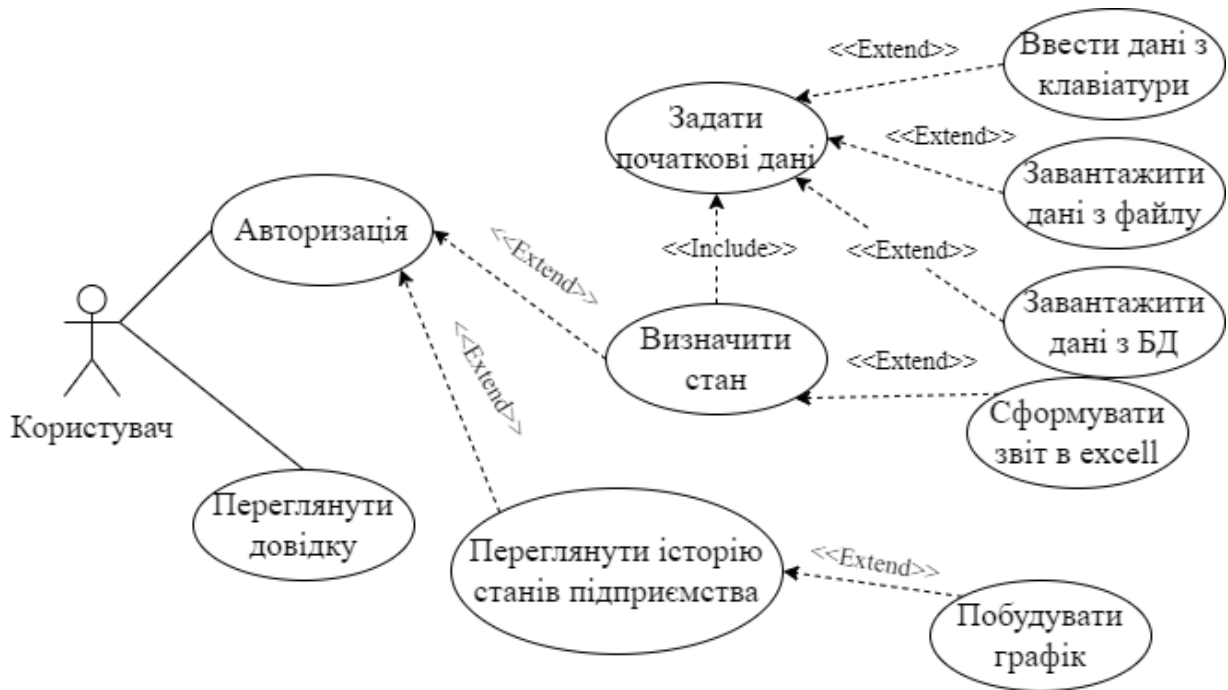 <<Extend>>
Ввести дані з
клавіатури
Задати
початкові дані
<<Extend>>
Завантажити
дані з файлу
Авторизація
<<Extend>>
<<Include>>
<<Extend>>
Завантажити
дані з БД
<<Extend>>
Визначити
стан
<<Extend>>
Сформувати
звіт в excell
Користувач
Переглянути
довідку
Переглянути історію
станів підприємства
<<Extend>>
Побудувати
графік